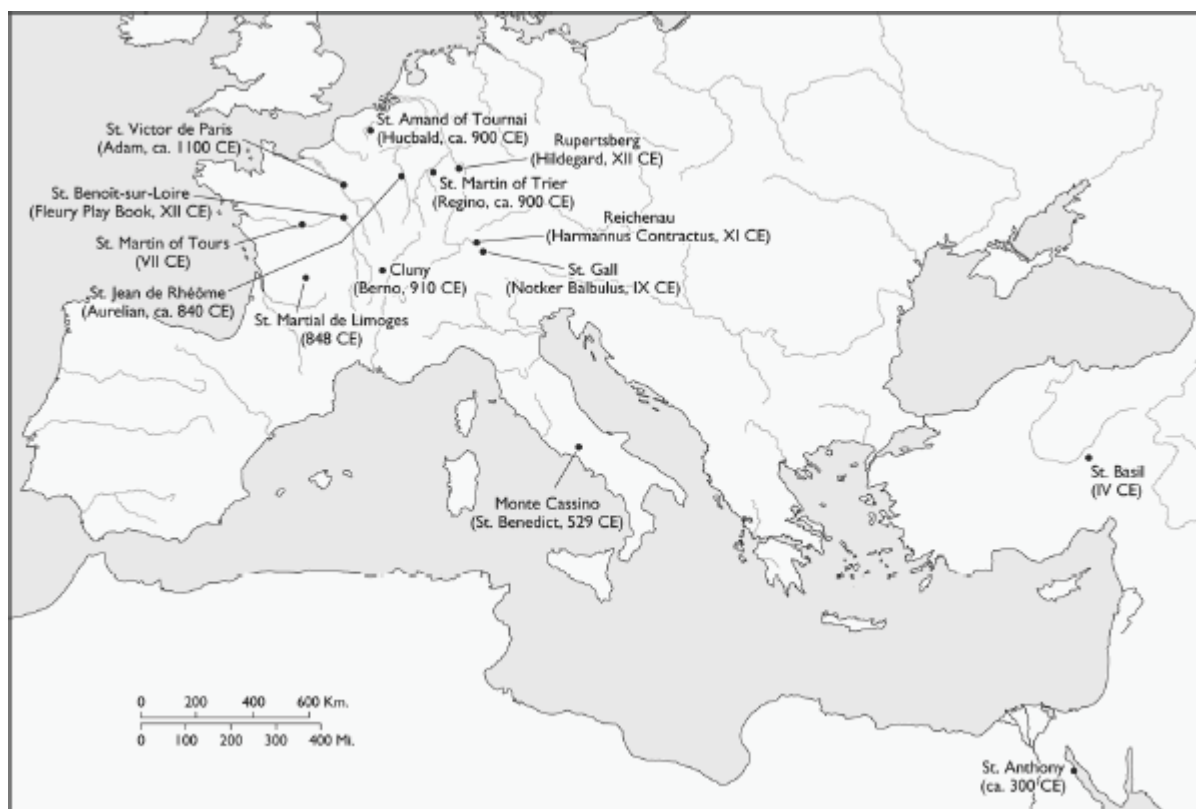 St. Amand of Tournai
(Hucbald, ca. 900 CE)
St. Victor de Paris
(Adam, ca. 1100 CE)
Rupertsberg
(Hildegard, XII CE)
St. Martin of Trier
(Regino, ca. 900 CE)
St. Benoît-sur-Loire
(Fleury Play Book, XII CE)
Reichenau
(Harmannus Contractus, XI CE)
St. Martin of Tours
(VII CE)
Cluny
(Berno, 910 CE)
St. Gall
(Notker Balbulus, IX CE)
St. Jean de Rhéôme
(Aurelian, ca. 840 CE)
St. Martial de Limoges
(848 CE)
St. Basil
(IV CE)
Monte Cassino
(St. Benedict, 529 CE)
0 200 400 600 Km.
0 100 200 300 400 Mi.
St. Anthony
(ca. 300 CE)